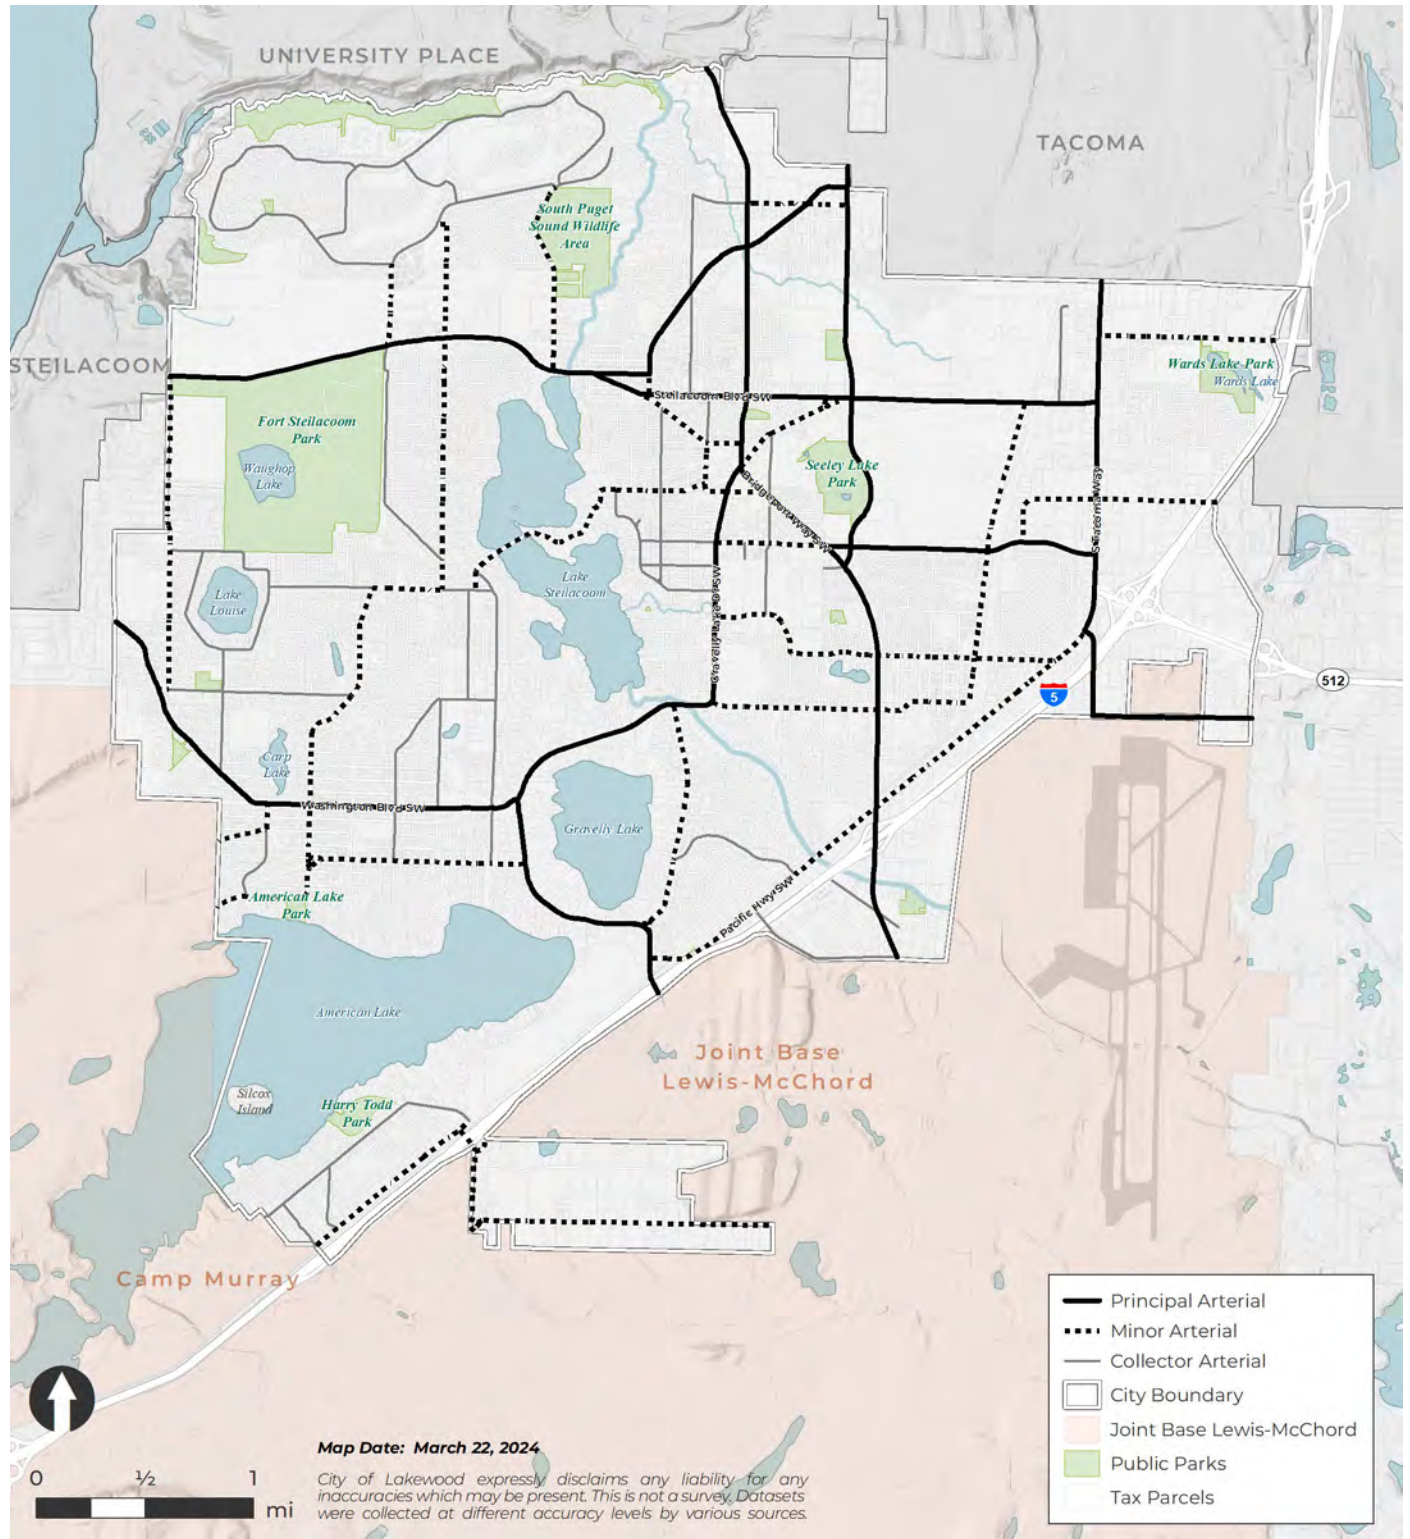 UNIVERSITY PLACE
TACOMA
South Puget
Sound Wildlife
Area
STEILACOOM
Wards Lake Park
Wards Lake
Steilacoom Blvd SW
Fort Steilacoom
Park
Waughop
Lake
Seeley Lake
Park
Bridgeport Way SW
S Tacoma Way
Lake
Louise
Lake
Steilacoom
Gravelly Lake Dr SW
5
512
Carp
Lake
Washington Blvd SW
Gravelly Lake
American Lake
Park
Pacific Hwy SW
American Lake
Joint Base
Lewis-McChord
Silcox
Island
Harry Todd
Park
Camp Murray
Principal Arterial
Minor Arterial
Collector Arterial
City Boundary
Joint Base Lewis-McChord
Public Parks
Tax Parcels
Map Date: March 22, 2024
0 ½ 1
mi
City of Lakewood expressly disclaims any liability for any
inaccuracies which may be present. This is not a survey. Datasets
were collected at different accuracy levels by various sources.